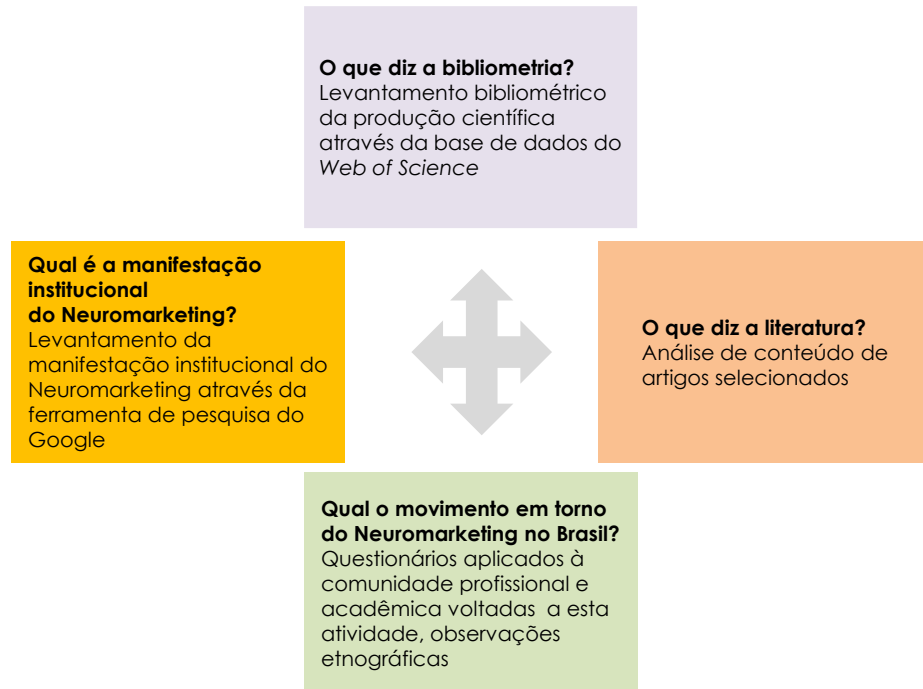 O que diz a bibliometria?
Levantamento bibliométrico
da produção científica
através da base de dados do
Web of Science
Qual é a manifestação
institucional
do Neuromarketing?
Levantamento da
manifestação institucional do
Neuromarketing através da
ferramenta de pesquisa do
Google
O que diz a literatura?
Análise de conteúdo de
artigos selecionados
Qual o movimento em torno
do Neuromarketing no Brasil?
Questionários aplicados à
comunidade profissional e
acadêmica voltadas  a esta
atividade, observações
etnográficas